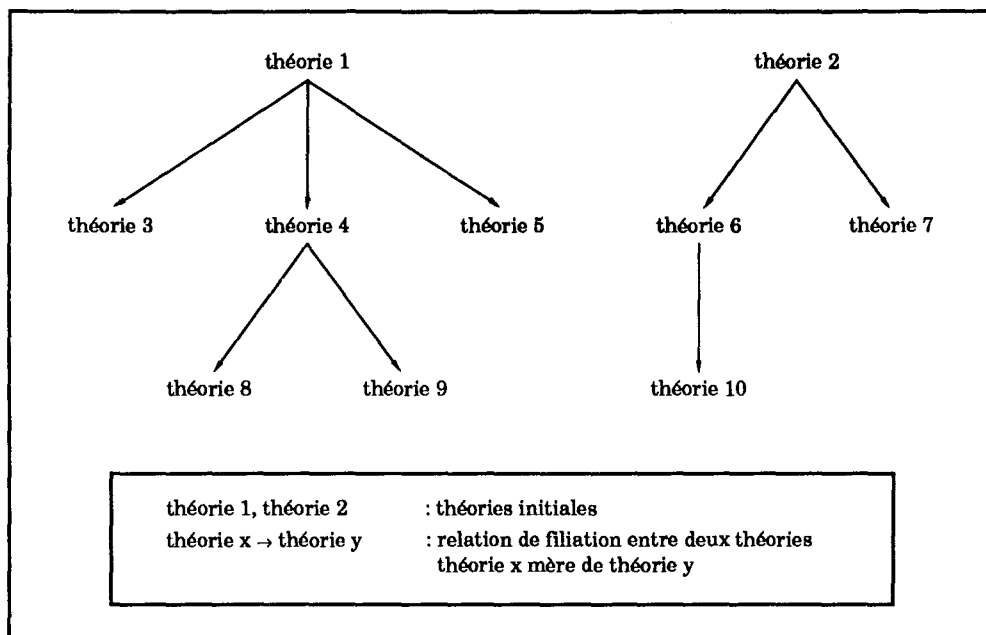 théorie 1 théorie 2
théorie 3 théorie 4 théorie 5 théorie 6 théorie 7
théorie 8 théorie 9 théorie 10
théorie 1, théorie 2 : théories initiales
théorie x → théorie y : relation de filiation entre deux théories
théorie x mère de théorie y